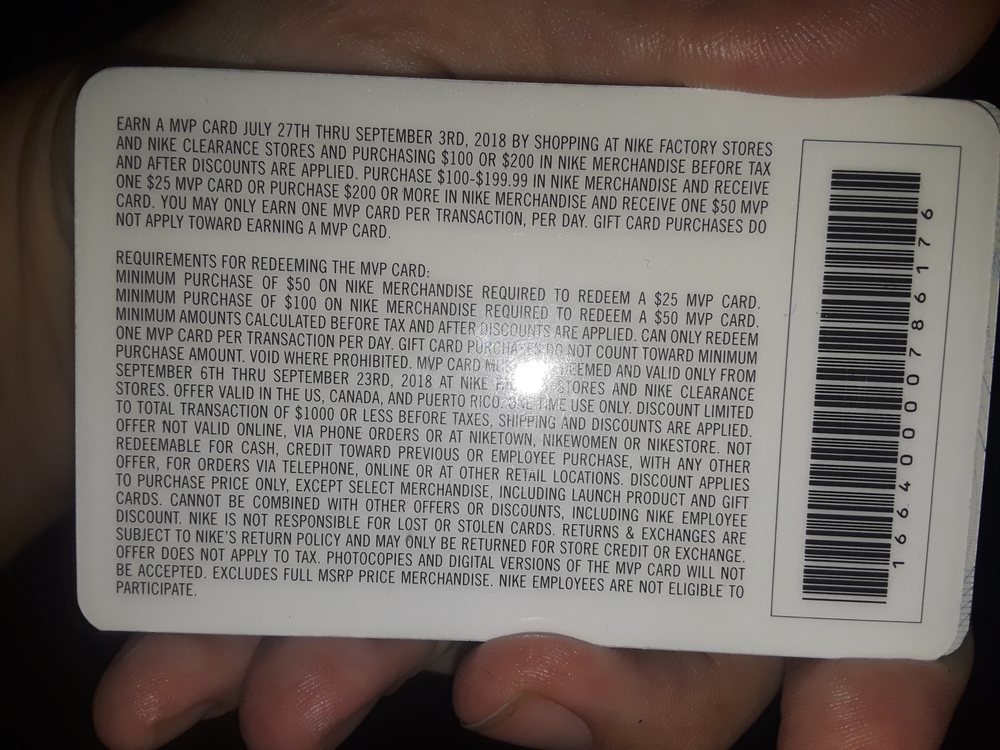 EARN A MVP CARD JULY 27TH THRU SEPTEMBER 3RD, 2018 BY SHOPPING AT NIKE FACTORY STORES
AND NIKE CLEARANCE STORES AND PURCHASING $100 OR $200 IN NIKE MERCHANDISE BEFORE TAX
AND AFTER DISCOUNTS ARE APPLIED. PURCHASE $100-$199.99 IN NIKE MERCHANDISE AND RECEIVE
ONE $25 MVP CARD OR PURCHASE $200 OR MORE IN NIKE MERCHANDISE AND RECEIVE ONE $50 MVP
CARD. YOU MAY ONLY EARN ONE MVP CARD PER TRANSACTION, PER DAY. GIFT CARD PURCHASES DO
NOT APPLY TOWARD EARNING A MVP CARD.
REQUIREMENTS FOR REDEEMING THE MVP CARD:
MINIMUM PURCHASE OF $50 ON NIKE MERCHANDISE REQUIRED TO REDEEM A $25 MVP CARD.
MINIMUM PURCHASE OF $100 ON NIKE MERCHANDISE REQUIRED TO REDEEM A $50 MVP CARD.
MINIMUM AMOUNTS CALCULATED BEFORE TAX AND AFTER DISCOUNTS ARE APPLIED. CAN ONLY REDEEM
ONE MVP CARD PER TRANSACTION PER DAY. GIFT CARD PURCHASES DO NOT COUNT TOWARD MINIMUM
PURCHASE AMOUNT. VOID WHERE PROHIBITED. MVP CARD AND VALID ONLY FROM
SEPTEMBER 6TH THRU SEPTEMBER 23RD, 2018 AT NIKE STORES AND NIKE CLEARANCE
STORES. OFFER VALID IN THE US, CANADA, AND PUERTO RICO. ONE TIME USE ONLY. DISCOUNT LIMITED
TO TOTAL TRANSACTION OF $1000 OR LESS BEFORE TAXES, SHIPPING AND DISCOUNTS ARE APPLIED.
OFFER NOT VALID ONLINE, VIA PHONE ORDERS OR AT NIKETOWN, NIKEWOMEN OR NIKESTORE. NOT
REDEEMABLE FOR CASH, CREDIT TOWARD PREVIOUS OR EMPLOYEE PURCHASE, WITH ANY OTHER
OFFER, FOR ORDERS VIA TELEPHONE, ONLINE OR AT OTHER RETAIL LOCATIONS. DISCOUNT APPLIES
TO PURCHASE PRICE ONLY, EXCEPT SELECT MERCHANDISE, INCLUDING LAUNCH PRODUCT AND GIFT
CARDS. CANNOT BE COMBINED WITH OTHER OFFERS OR DISCOUNTS, INCLUDING NIKE EMPLOYEE
DISCOUNT. NIKE IS NOT RESPONSIBLE FOR LOST OR STOLEN CARDS. RETURNS & EXCHANGES ARE
SUBJECT TO NIKE'S RETURN POLICY AND MAY ONLY BE RETURNED FOR STORE CREDIT OR EXCHANGE.
OFFER DOES NOT APPLY TO TAX. PHOTOCOPIES AND DIGITAL VERSIONS OF THE MVP CARD WILL NOT
BE ACCEPTED. EXCLUDES FULL MSRP PRICE MERCHANDISE. NIKE EMPLOYEES ARE NOT ELIGIBLE TO
PARTICIPATE.
1664000786176